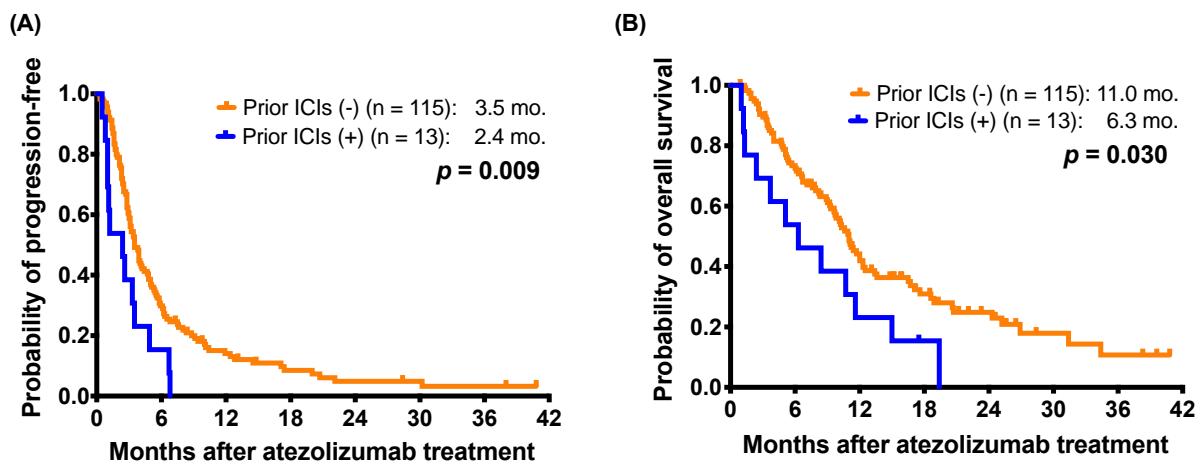 (A)
Probability of progression-free
1.0
0.8
0.6
0.4
0.2
0.0
Prior ICIs (-) (n = 115): 3.5 mo.
Prior ICIs (+) (n = 13): 2.4 mo.
p = 0.009
0 6 12 18 24 30 36 42
Months after atezolizumab treatment
(B)
Probability of overall survival
1.0
0.8
0.6
0.4
0.2
0.0
Prior ICIs (-) (n = 115): 11.0 mo.
Prior ICIs (+) (n = 13): 6.3 mo.
p = 0.030
0 6 12 18 24 30 36 42
Months after atezolizumab treatment